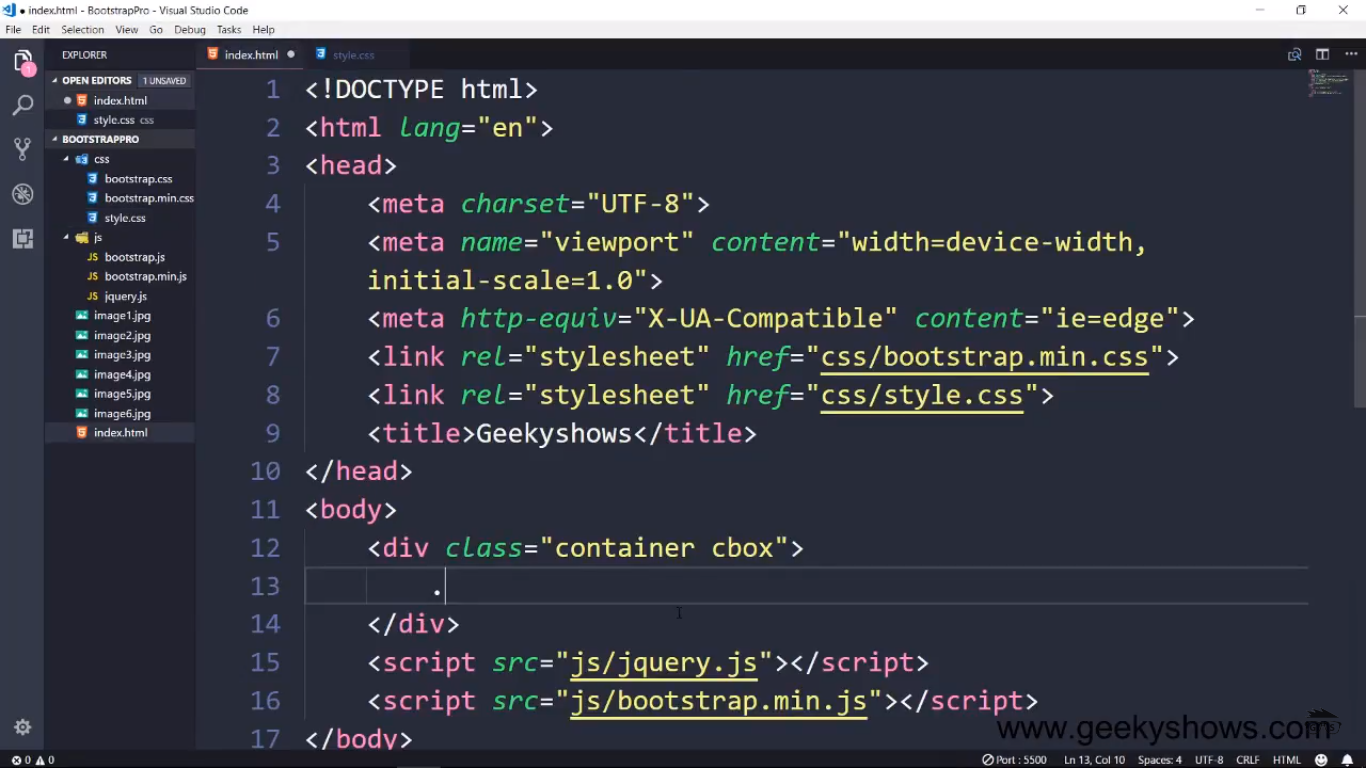 index.html - BootstrapPro - Visual Studio Code
File Edit Selection View Go Debug Tasks Help
EXPLORER
index.html
style.css
OPEN EDITORS 1 UNSAVED
index.html
style.css css
BOOTSTRAPPRO
css
bootstrap.css
bootstrap.min.css
style.css
js
JS bootstrap.js
JS bootstrap.min.js
JS jquery.js
image1.jpg
image2.jpg
image3.jpg
image4.jpg
image5.jpg
image6.jpg
index.html
1 <!DOCTYPE html>
2 <html lang="en">
3 <head>
4 <meta charset="UTF-8">
5 <meta name="viewport" content="width=device-width,
initial-scale=1.0">
6 <meta http-equiv="X-UA-Compatible" content="ie=edge">
7 <link rel="stylesheet" href="css/bootstrap.min.css">
8 <link rel="stylesheet" href="css/style.css">
9 <title>Geekyshows</title>
10 </head>
11 <body>
12 <div class="container cbox">
13 .
14 </div>
15 <script src="js/jquery.js"></script>
16 <script src="js/bootstrap.min.js"></script>
17 </body>
www.geekyshows.com
0 0 Port : 5500 Ln 13, Col 10 Spaces: 4 UTF-8 CRLF HTML